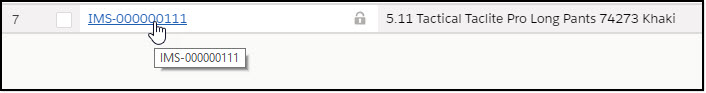 7 IMS-000000111 5.11 Tactical Taclite Pro Long Pants 74273 Khaki
IMS-000000111